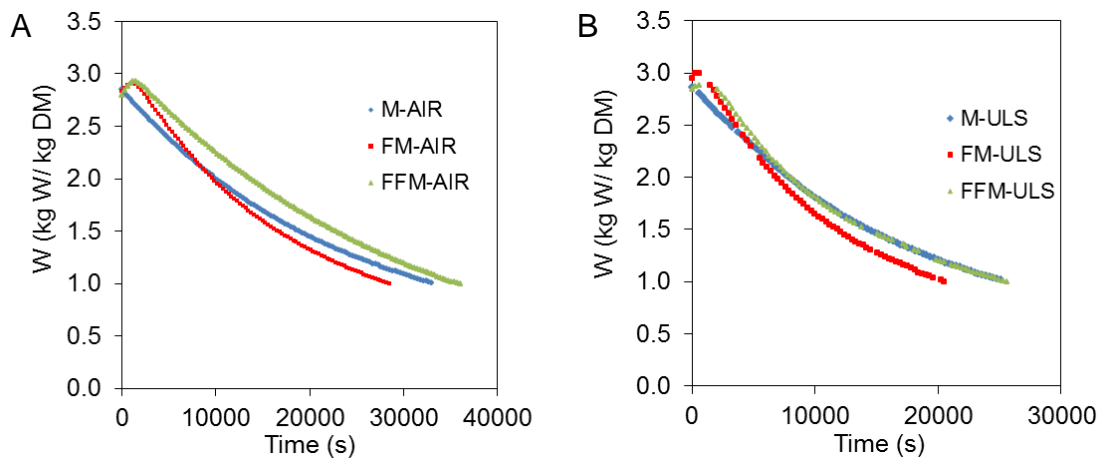 A
W (kg W/ kg DM)
3.5
3.0
2.5
2.0
1.5
1.0
0.5
0.0
0
10000
20000
30000
40000
Time (s)
M-AIR
FM-AIR
FFM-AIR
B
W (kg W/ kg DM)
3.5
3.0
2.5
2.0
1.5
1.0
0.5
0.0
0
10000
20000
30000
Time (s)
M-ULS
FM-ULS
FFM-ULS